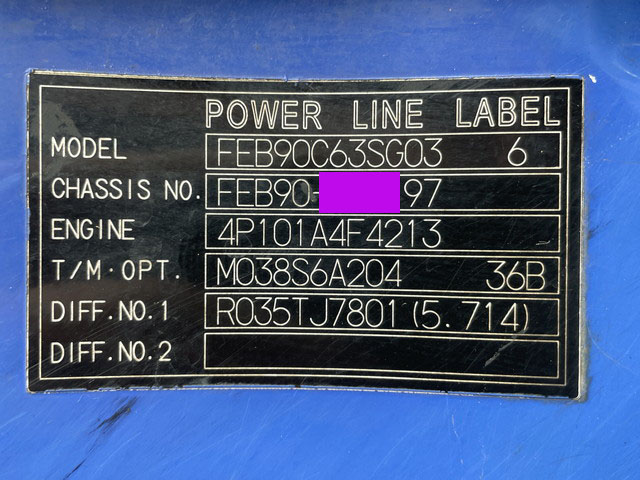 POWER LINE LABEL
MODEL FEB90C63SG03 6
CHASSIS NO. FEB90- 97
ENGINE 4P101A4F4213
T/M·OPT. M038S6A204 36B
DIFF.NO.1 R035TJ7801 (5.714)
DIFF.NO.2